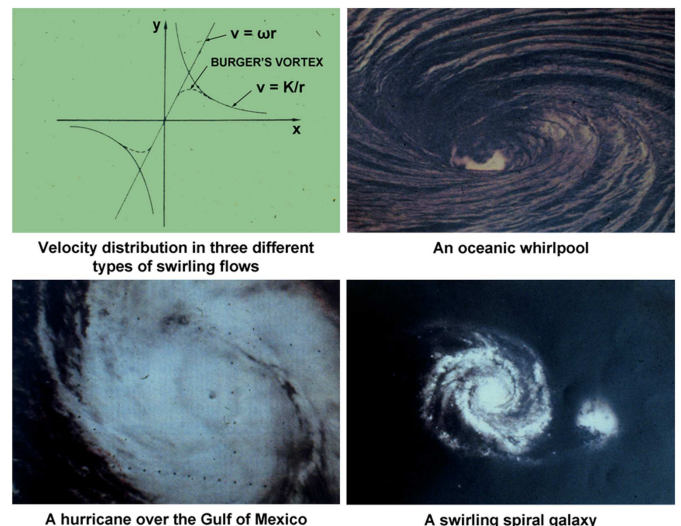 y
v = ωr
BURGER'S VORTEX
v = K/r
x
Velocity distribution in three different
types of swirling flows
An oceanic whirlpool
A hurricane over the Gulf of Mexico
A swirling spiral galaxy